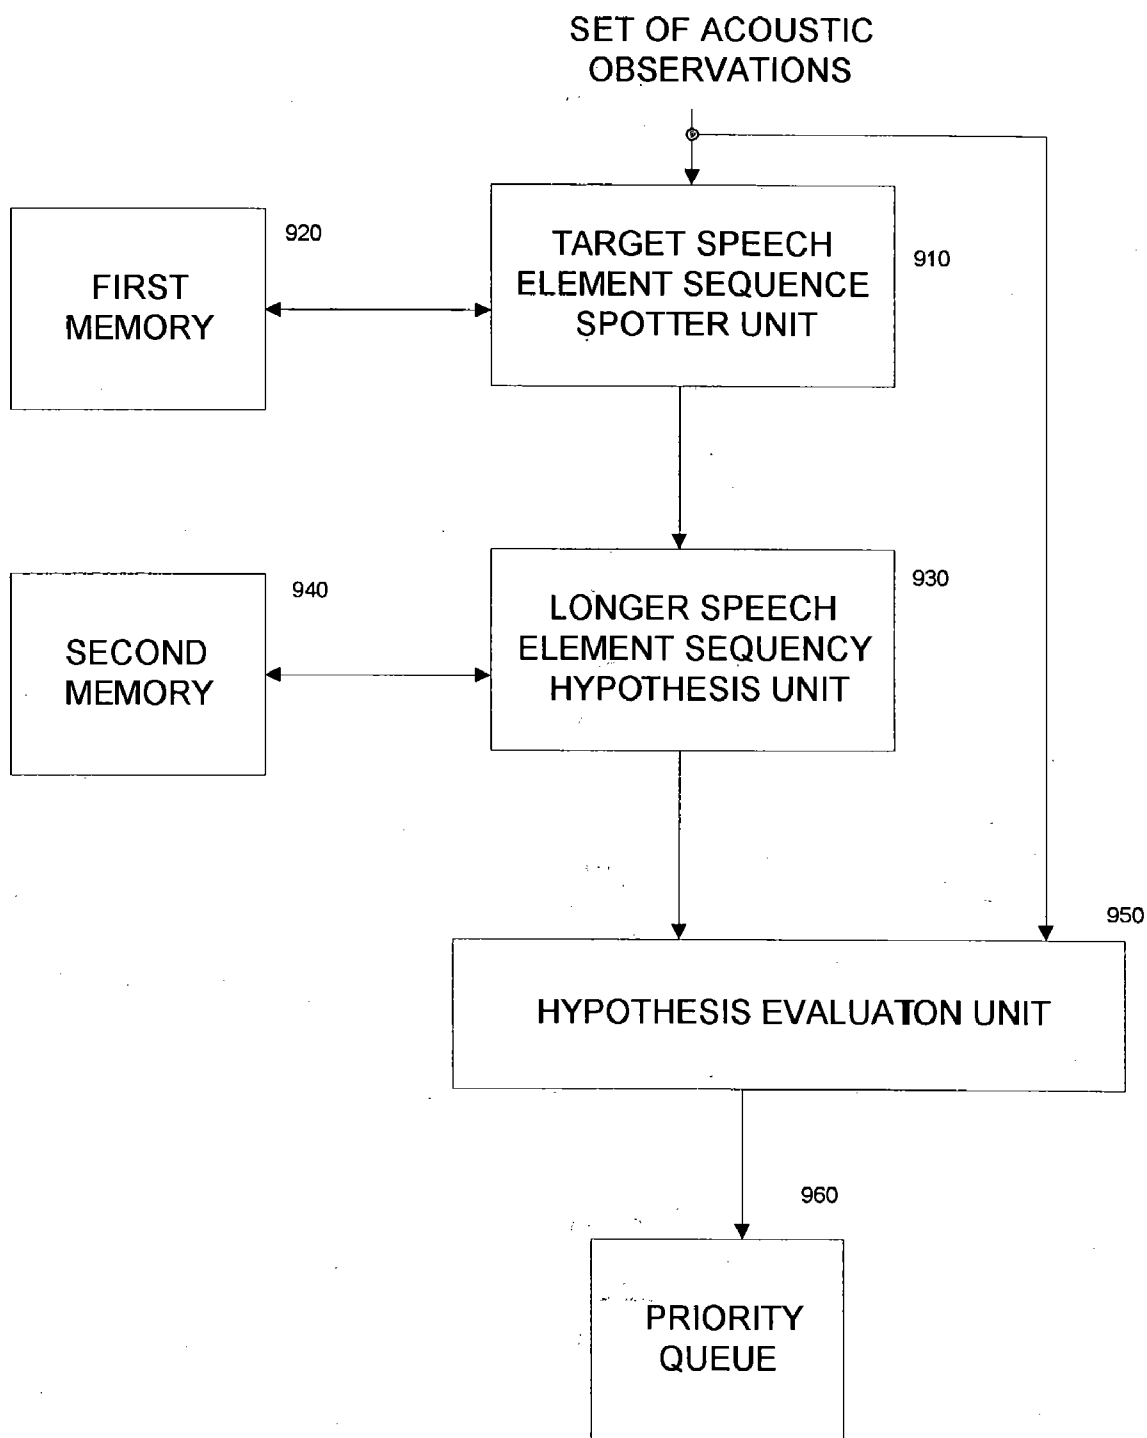 SET OF ACOUSTIC
OBSERVATIONS
920
TARGET SPEECH
ELEMENT SEQUENCE
SPOTTER UNIT
910
FIRST
MEMORY
940
LONGER SPEECH
ELEMENT SEQUENCY
HYPOTHESIS UNIT
930
SECOND
MEMORY
950
HYPOTHESIS EVALUATON UNIT
960
PRIORITY
QUEUE